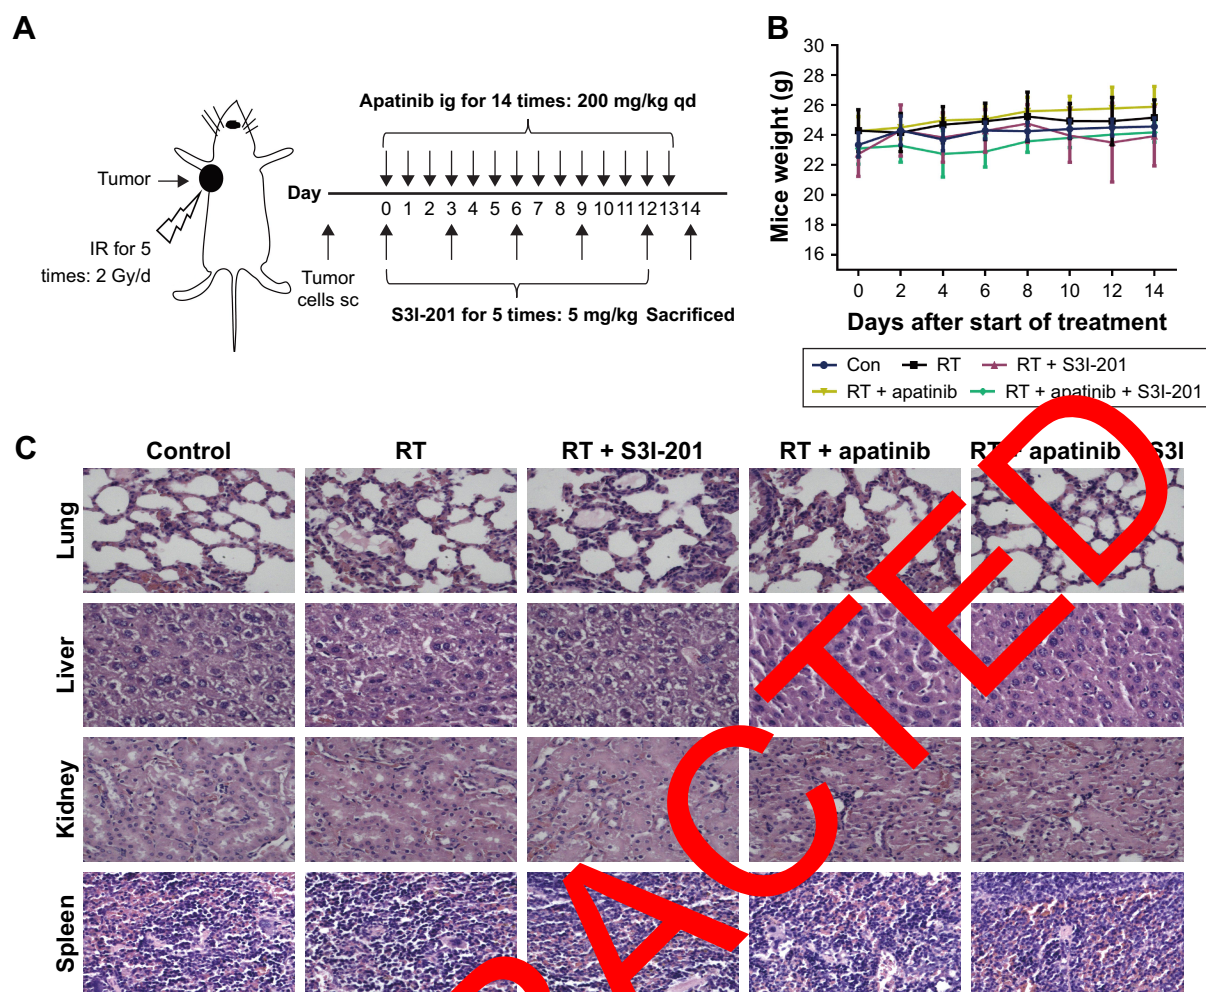 A
Apatinib ig for 14 times: 200 mg/kg qd
Tumor
Day
0 1 2 3 4 5 6 7 8 9 10 11 12 13 14
IR for 5
times: 2 Gy/d
Tumor
cells sc
S3I-201 for 5 times: 5 mg/kg Sacrificed
B
Mice weight (g)
30
28
26
24
22
20
18
16
0 2 4 6 8 10 12 14
Days after start of treatment
Con RT RT + S3I-201
RT + apatinib RT + apatinib + S3I-201
C
Control RT RT + S3I-201 RT + apatinib RT + apatinib S3I
Lung
Liver
Kidney
Spleen
ACTED